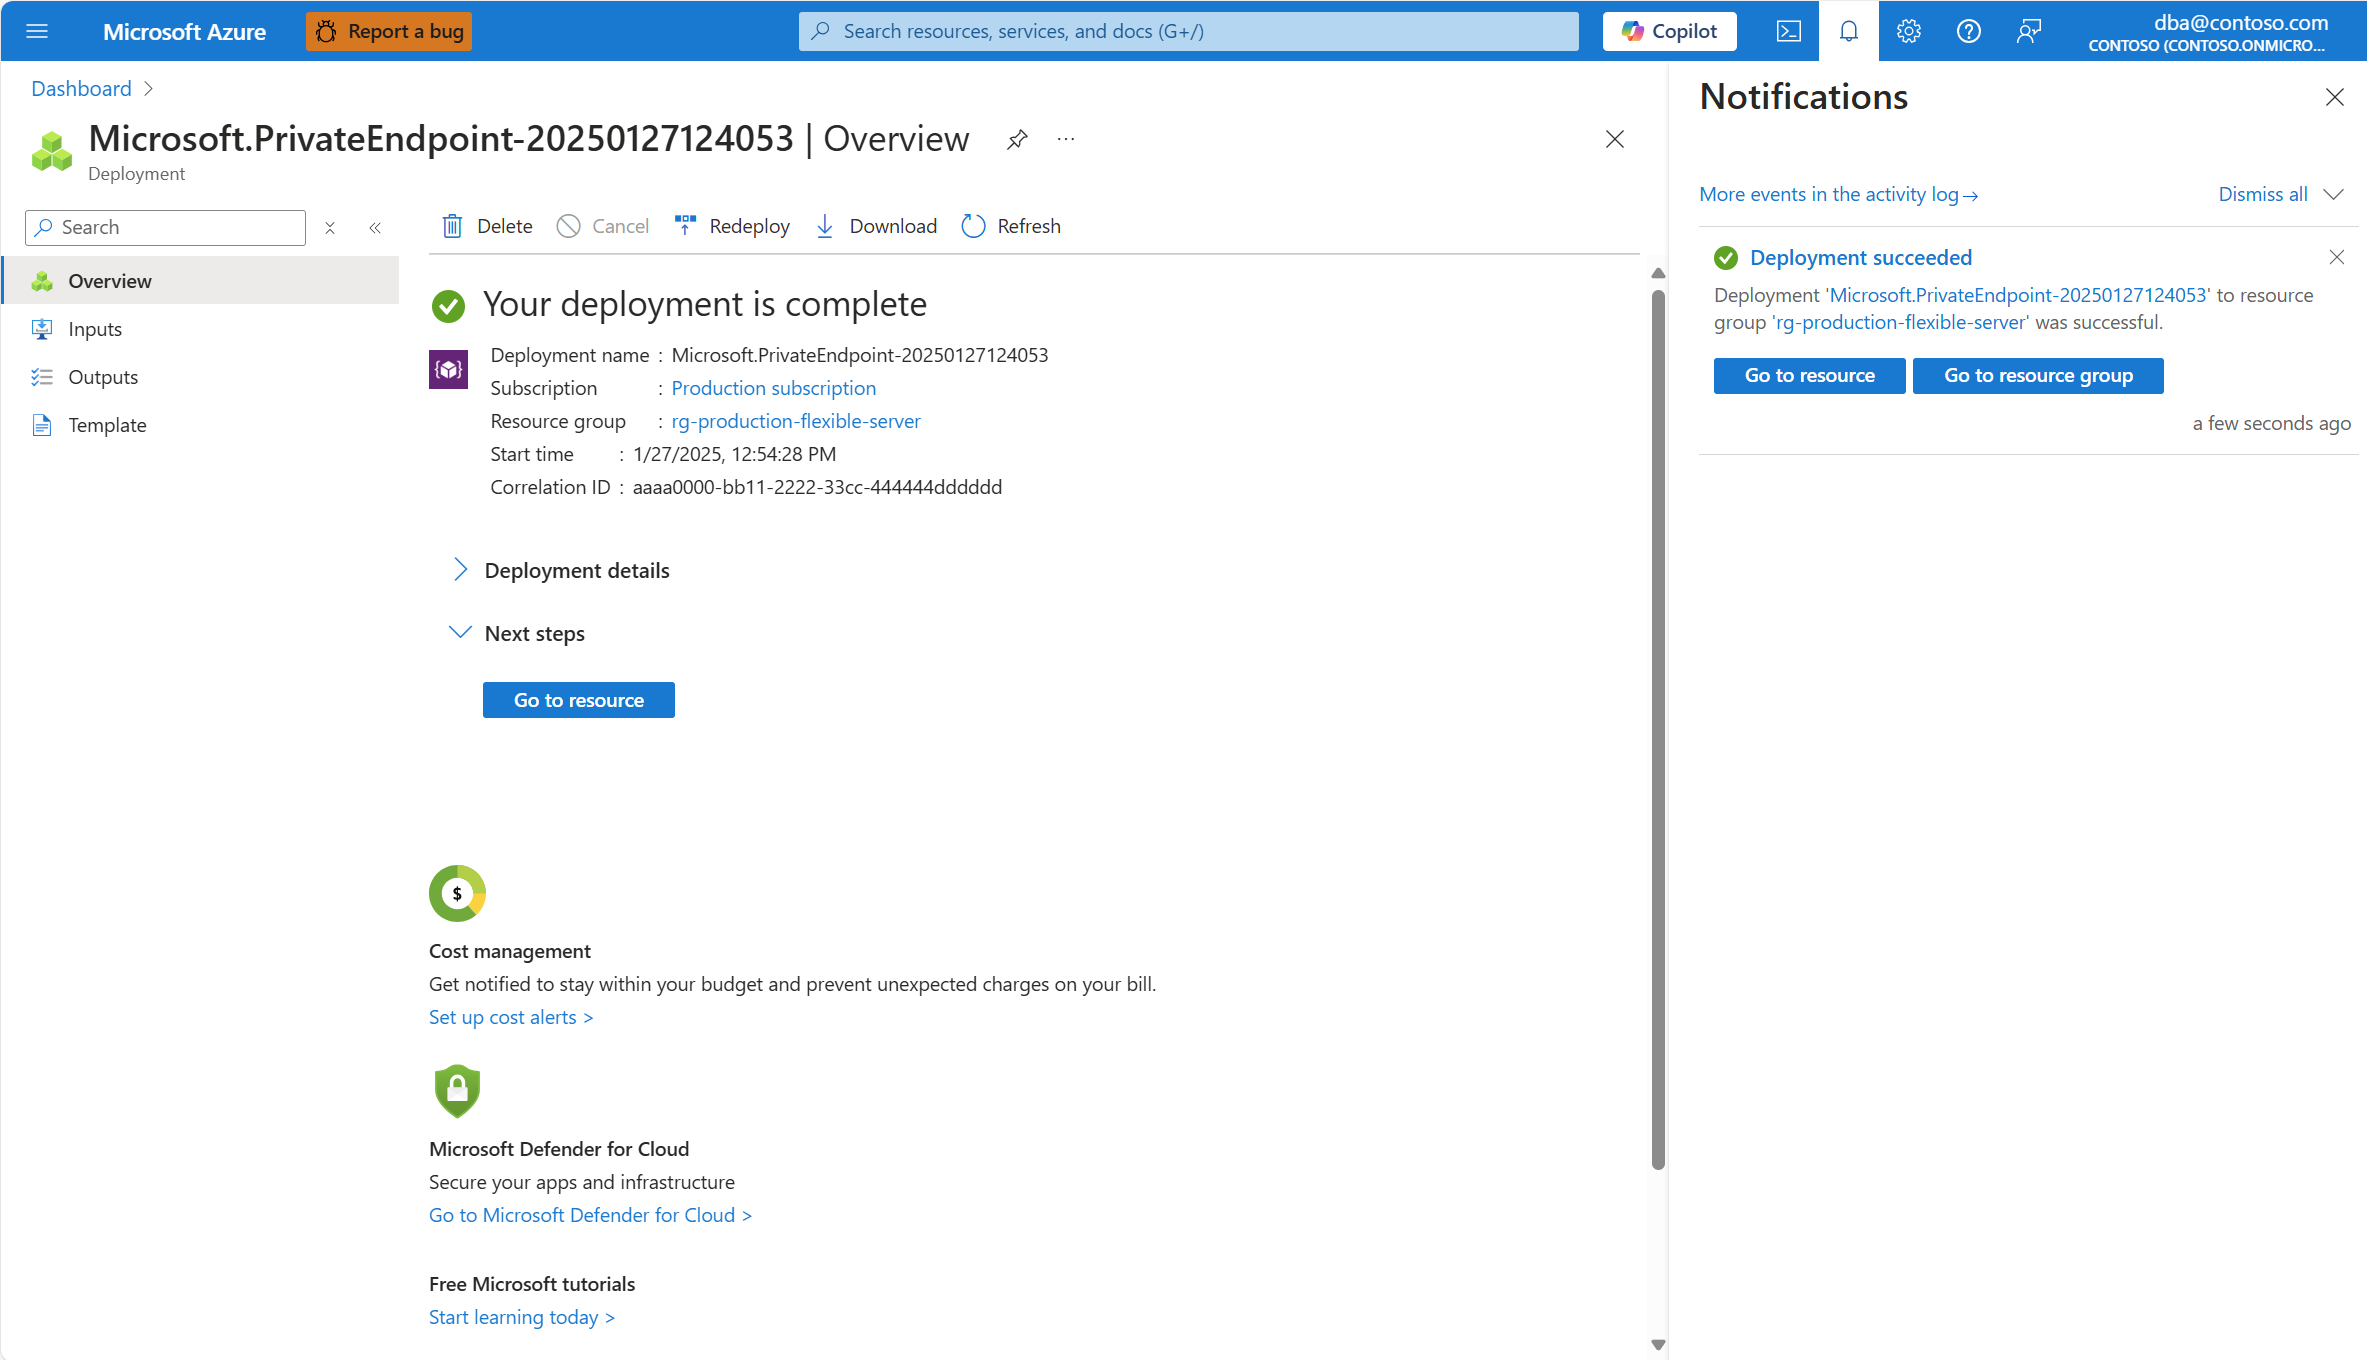 Microsoft Azure
Report a bug
Search resources, services, and docs (G+/)
Copilot
dba@contoso.com
CONTOSO (CONTOSO.ONMICRO...
Dashboard
Microsoft.PrivateEndpoint-20250127124053 | Overview
Deployment
Search
Overview
Inputs
Outputs
Template
Delete
Cancel
Redeploy
Download
Refresh
Your deployment is complete
Deployment name : Microsoft.PrivateEndpoint-20250127124053
Subscription : Production subscription
Resource group : rg-production-flexible-server
Start time : 1/27/2025, 12:54:28 PM
Correlation ID : aaaa0000-bb11-2222-33cc-444444dddddd
Deployment details
Next steps
Go to resource
$
Cost management
Get notified to stay within your budget and prevent unexpected charges on your bill.
Set up cost alerts >
Microsoft Defender for Cloud
Secure your apps and infrastructure
Go to Microsoft Defender for Cloud >
Free Microsoft tutorials
Start learning today >
Notifications
More events in the activity log→
Dismiss all
Deployment succeeded
Deployment 'Microsoft.PrivateEndpoint-20250127124053' to resource
group 'rg-production-flexible-server' was successful.
Go to resource
Go to resource group
a few seconds ago